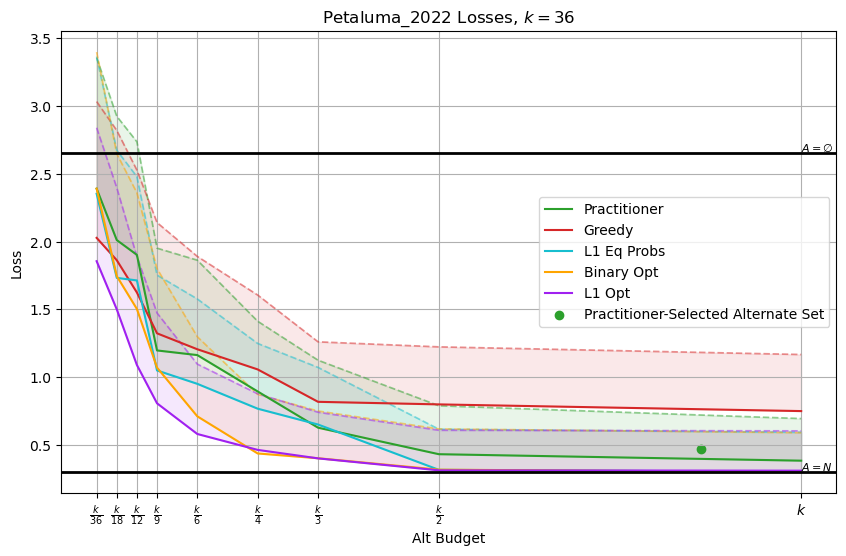 Petaluma_2022 Losses, k = 36
3.5
3.0
2.5
2.0
1.5
1.0
0.5
Loss
A = ∅
A = N
Practitioner
Greedy
L1 Eq Probs
Binary Opt
L1 Opt
Practitioner-Selected Alternate Set
k/36 k/18 k/12 k/9 k/6 k/4 k/3 k/2 k
Alt Budget